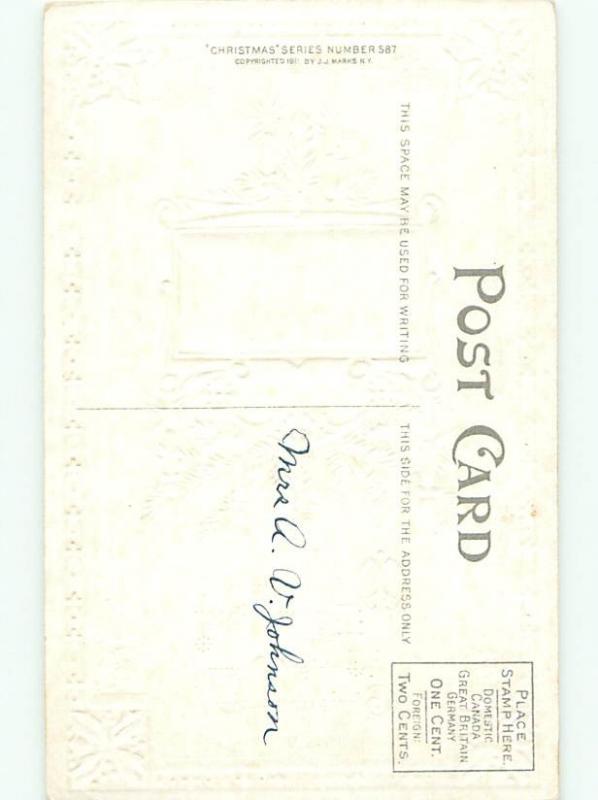 "CHRISTMAS" SERIES NUMBER 587
COPYRIGHTED 1911 BY J.J. MARKS N.Y.
POST CARD
THIS SPACE MAY BE USED FOR WRITING
THIS SIDE FOR THE ADDRESS ONLY
PLACE
STAMP HERE.
DOMESTIC
CANADA
GREAT BRITAIN
GERMANY
ONE CENT.
FOREIGN:
TWO CENTS.
Mrs A. V. Johnson